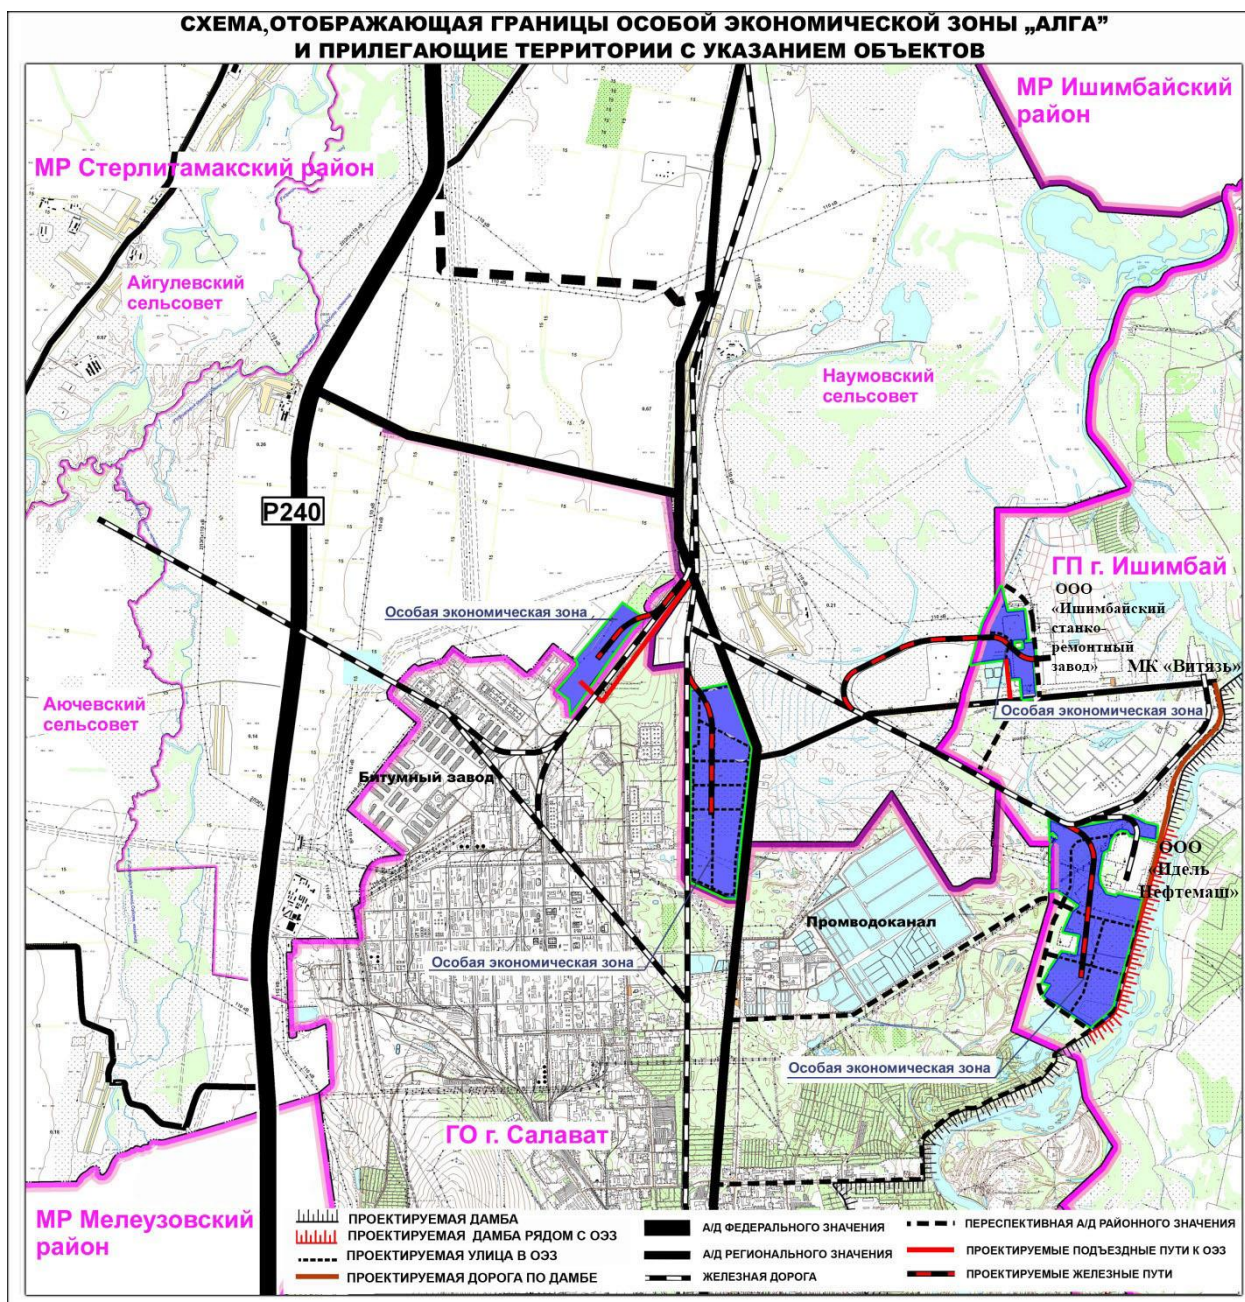 СХЕМА,ОТОБРАЖАЮЩАЯ ГРАНИЦЫ ОСОБОЙ ЭКОНОМИЧЕСКОЙ ЗОНЫ „АЛГА”
И ПРИЛЕГАЮЩИЕ ТЕРРИТОРИИ С УКАЗАНИЕМ ОБЪЕКТОВ
МР Ишимбайский
район
МР Стерлитамакский район
Айгулевский
сельсовет
Наумовский
сельсовет
Р240
ГП г. Ишимбай
ООО
«Ишимбайский
станко-
ремонтный
завод»
МК «Витязь»
Особая экономическая зона
Аючевский
сельсовет
Особая экономическая зона
Битумный завод
ООО
«Идель
Нефтемаш»
Промводоканал
Особая экономическая зона
Особая экономическая зона
ГО г. Салават
МР Мелеузовский
район
ПРОЕКТИРУЕМАЯ ДАМБА
ПРОЕКТИРУЕМАЯ ДАМБА РЯДОМ С ОЭЗ
ПРОЕКТИРУЕМАЯ УЛИЦА В ОЭЗ
ПРОЕКТИРУЕМАЯ ДОРОГА ПО ДАМБЕ
А/Д ФЕДЕРАЛЬНОГО ЗНАЧЕНИЯ
А/Д РЕГИОНАЛЬНОГО ЗНАЧЕНИЯ
ЖЕЛЕЗНАЯ ДОРОГА
ПЕРЕСПЕКТИВНАЯ А/Д РАЙОННОГО ЗНАЧЕНИЯ
ПРОЕКТИРУЕМЫЕ ПОДЪЕЗДНЫЕ ПУТИ К ОЭЗ
ПРОЕКТИРУЕМЫЕ ЖЕЛЕЗНЫЕ ПУТИ